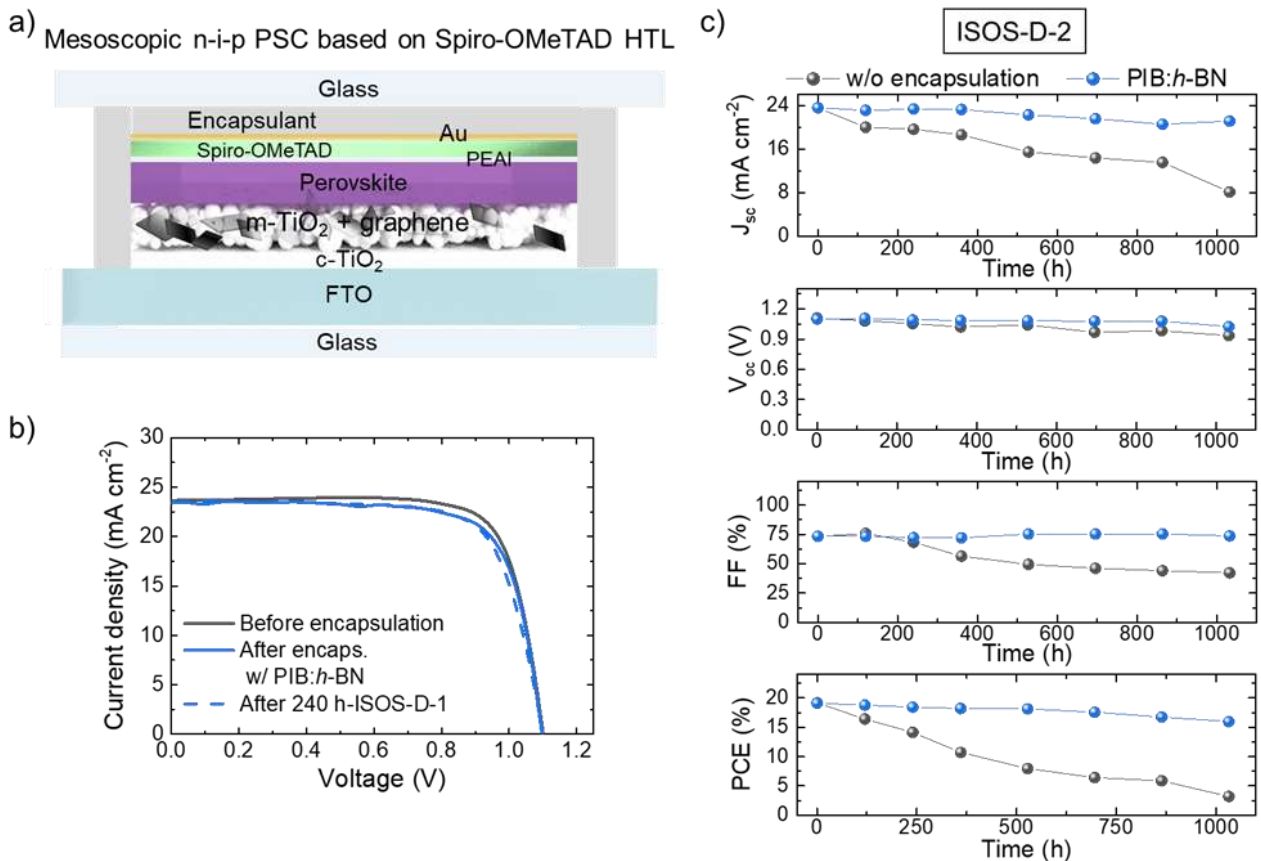 a)
Mesoscopic n-i-p PSC based on Spiro-OMeTAD HTL
Glass
Encapsulant
Au
Spiro-OMeTAD
PEAI
Perovskite
m-TiO₂ + graphene
c-TiO₂
FTO
Glass
b)
30
25
20
15
10
5
0
Current density (mA cm⁻²)
Before encapsulation
After encaps.
w/ PIB:h-BN
After 240 h-ISOS-D-1
0.0 0.2 0.4 0.6 0.8 1.0 1.2
Voltage (V)
c)
ISOS-D-2
w/o encapsulation PIB:h-BN
24
16
8
J_sc (mA cm⁻²)
0 200 400 600 800 1000
Time (h)
1.2
0.9
0.6
0.3
0.0
V_oc (V)
0 200 400 600 800 1000
Time (h)
100
75
50
25
0
FF (%)
0 200 400 600 800 1000
Time (h)
20
15
10
5
0
PCE (%)
0 250 500 750 1000
Time (h)